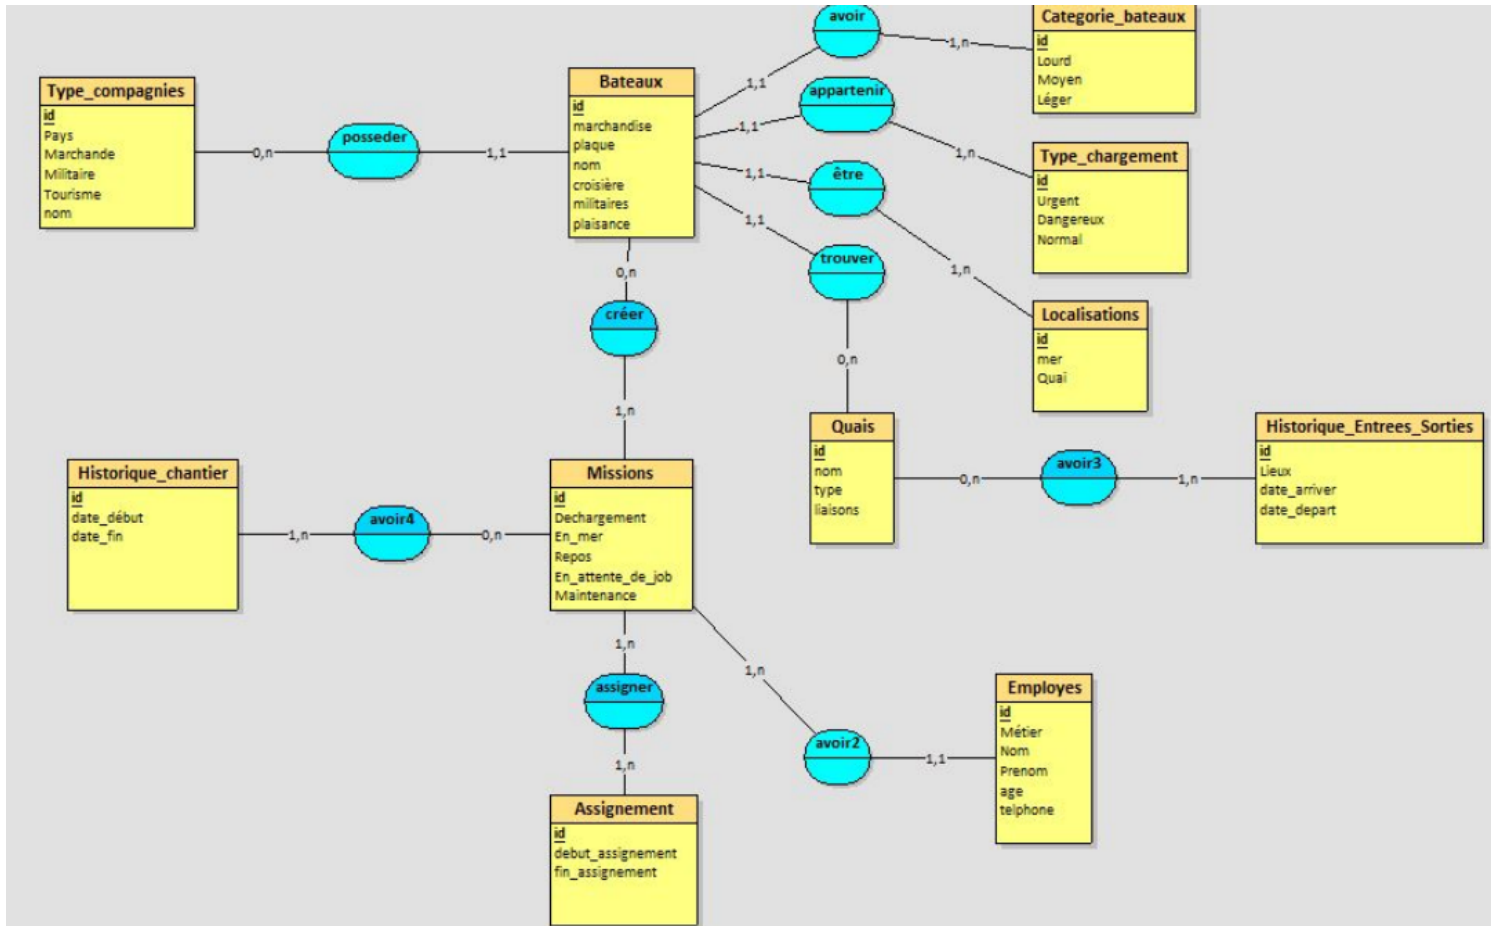 avoir
Categorie_bateaux
id
Lourd
Moyen
Léger
1,n
1,1
Type_compagnies
id
Pays
Marchande
Militaire
Tourisme
nom
0,n
posseder
1,1
Bateaux
id
marchandise
plaque
nom
croisière
militaires
plaisance
appartenir
1,1
1,n
Type_chargement
id
Urgent
Dangereux
Normal
être
1,1
1,n
Localisations
id
mer
Quai
trouver
1,1
0,n
0,n
créer
1,n
Quais
id
nom
type
liaisons
0,n
avoir3
1,n
Historique_Entrees_Sorties
id
Lieux
date_arriver
date_depart
Historique_chantier
id
date_début
date_fin
1,n
avoir4
0,n
Missions
id
Dechargement
En_mer
Repos
En_attente_de_job
Maintenance
1,n
assigner
1,n
Assignement
id
debut_assignement
fin_assignement
1,n
avoir2
1,1
Employes
id
Métier
Nom
Prenom
age
telphone